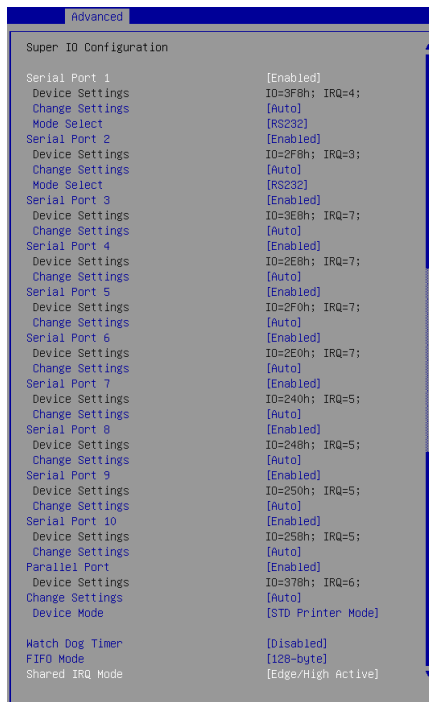 Advanced
Super IO Configuration
Serial Port 1 [Enabled]
Device Settings IO=3F8h; IRQ=4;
Change Settings [Auto]
Mode Select [RS232]
Serial Port 2 [Enabled]
Device Settings IO=2F8h; IRQ=3;
Change Settings [Auto]
Mode Select [RS232]
Serial Port 3 [Enabled]
Device Settings IO=3E8h; IRQ=7;
Change Settings [Auto]
Serial Port 4 [Enabled]
Device Settings IO=2E8h; IRQ=7;
Change Settings [Auto]
Serial Port 5 [Enabled]
Device Settings IO=2F0h; IRQ=7;
Change Settings [Auto]
Serial Port 6 [Enabled]
Device Settings IO=2E0h; IRQ=7;
Change Settings [Auto]
Serial Port 7 [Enabled]
Device Settings IO=240h; IRQ=5;
Change Settings [Auto]
Serial Port 8 [Enabled]
Device Settings IO=248h; IRQ=5;
Change Settings [Auto]
Serial Port 9 [Enabled]
Device Settings IO=250h; IRQ=5;
Change Settings [Auto]
Serial Port 10 [Enabled]
Device Settings IO=258h; IRQ=5;
Change Settings [Auto]
Parallel Port [Enabled]
Device Settings IO=378h; IRQ=6;
Change Settings [Auto]
Device Mode [STD Printer Mode]
Watch Dog Timer [Disabled]
FIFO Mode [128-byte]
Shared IRQ Mode [Edge/High Active]